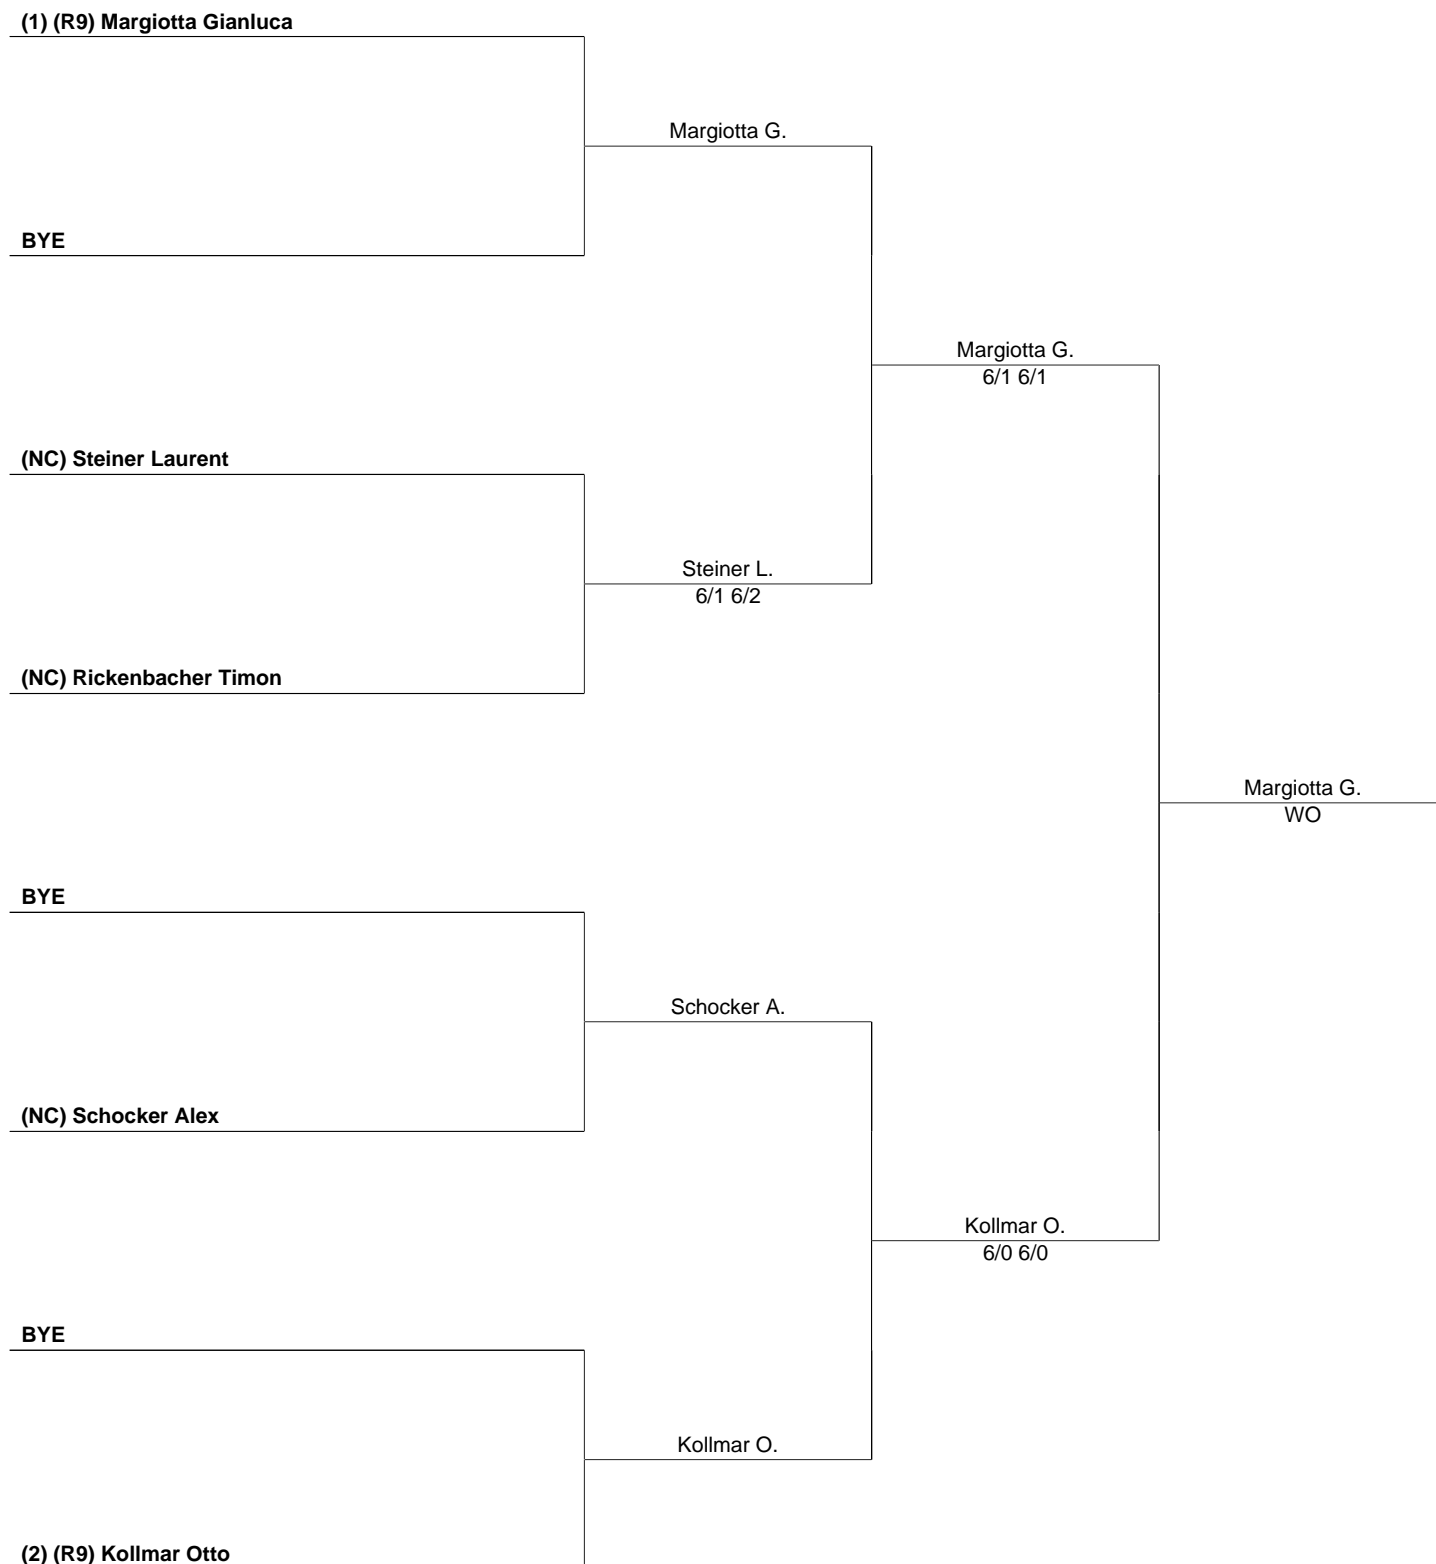 (1) (R9) Margiotta Gianluca
Margiotta G.
BYE
Margiotta G.
6/1 6/1
(NC) Steiner Laurent
Steiner L.
6/1 6/2
(NC) Rickenbacher Timon
Margiotta G.
WO
BYE
Schocker A.
(NC) Schocker Alex
Kollmar O.
6/0 6/0
BYE
Kollmar O.
(2) (R9) Kollmar Otto